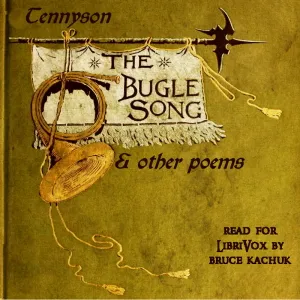 Tennyson
THE
BUGLE
SONG
& other poems
READ FOR
LIBRIVOX BY
BRUCE KACHUK